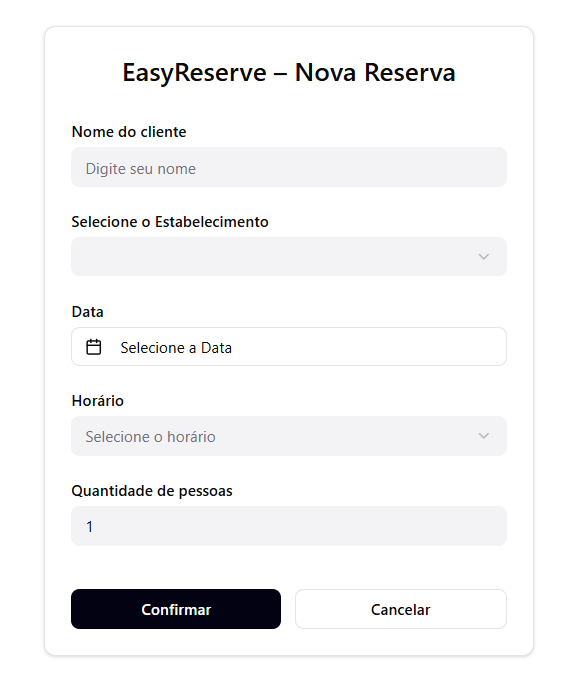 EasyReserve – Nova Reserva
Nome do cliente
Digite seu nome
Selecione o Estabelecimento
Data
Selecione a Data
Horário
Selecione o horário
Quantidade de pessoas
1
Confirmar
Cancelar